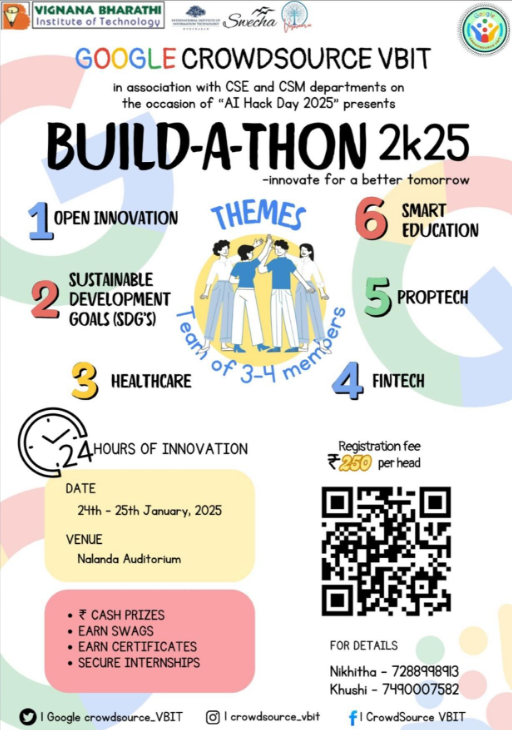 VIGNANA BHARATHI
Institute of Technology
INTERNATIONAL INSTITUTE OF
INFORMATION TECHNOLOGY
HYDERABAD
Swecha
GOOGLE CROWDSOURCE VBIT
in association with CSE and CSM departments on
the occasion of "AI Hack Day 2025" presents
BUILD-A-THON 2k25
-innovate for a better tomorrow
THEMES
1 OPEN INNOVATION
2 SUSTAINABLE
DEVELOPMENT
GOALS (SDG'S)
3 HEALTHCARE
4 FINTECH
5 PROPTECH
6 SMART
EDUCATION
Team of 3-4 members
24 HOURS OF INNOVATION
DATE
24th - 25th January, 2025
VENUE
Nalanda Auditorium
• ₹ CASH PRIZES
• EARN SWAGS
• EARN CERTIFICATES
• SECURE INTERNSHIPS
Registration fee
₹250 per head
FOR DETAILS
Nikhitha - 7288998913
Khushi - 7490007582
| Google crowdsource_VBIT
| crowdsource_vbit
| CrowdSource VBIT